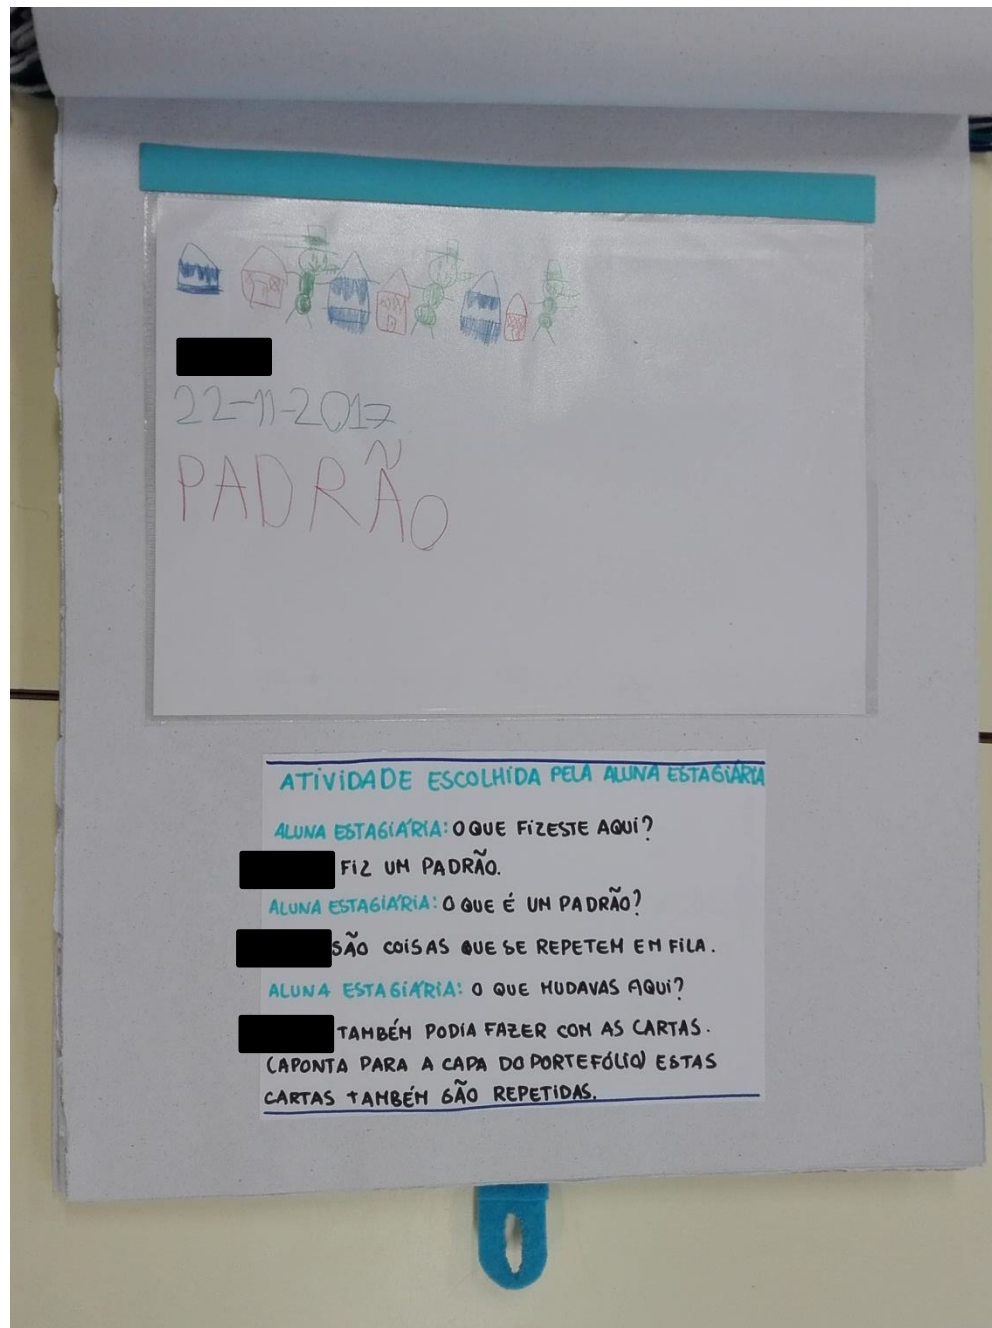 22-11-2017
PADRÃO
ATIVIDADE ESCOLHIDA PELA ALUNA ESTAGIÁRIA
ALUNA ESTAGIÁRIA: O QUE FIZESTE AQUI?
FIZ UM PADRÃO.
ALUNA ESTAGIÁRIA: O QUE É UM PADRÃO?
SÃO COISAS QUE SE REPETEM EM FILA.
ALUNA ESTAGIÁRIA: O QUE MUDAVAS AQUI?
TAMBÉM PODIA FAZER COM AS CARTAS.
(APONTA PARA A CAPA DO PORTEFÓLIO) ESTAS
CARTAS TAMBÉM SÃO REPETIDAS.